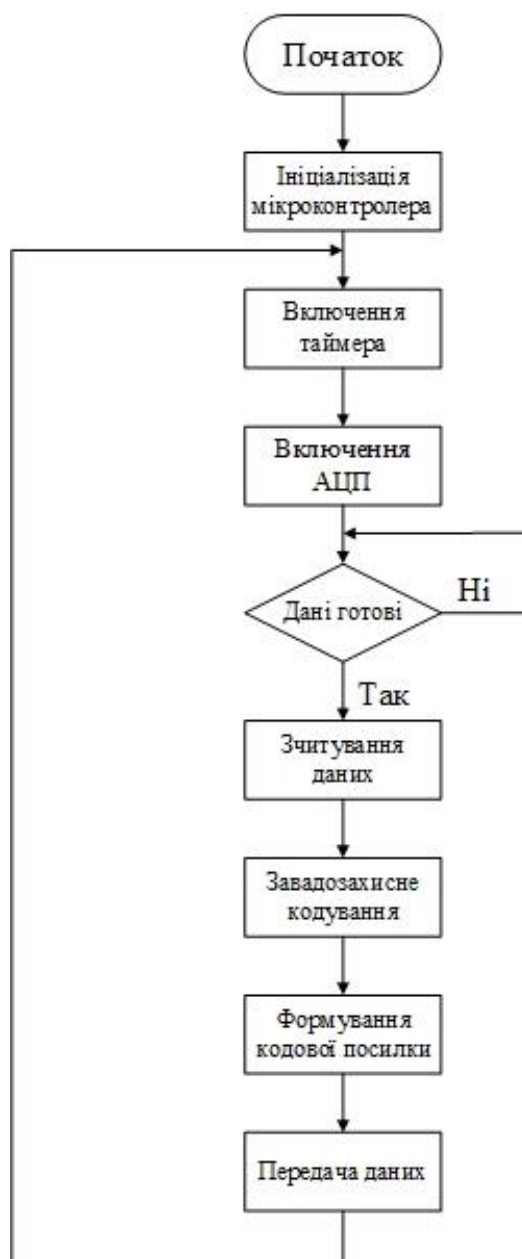 Початок
Ініціалізація
мікроконтролера
Включення
таймера
Включення
АЦП
Дані готові
Ні
Так
Зчитування
даних
Завадозахисне
кодування
Формування
кодової посилки
Передача даних